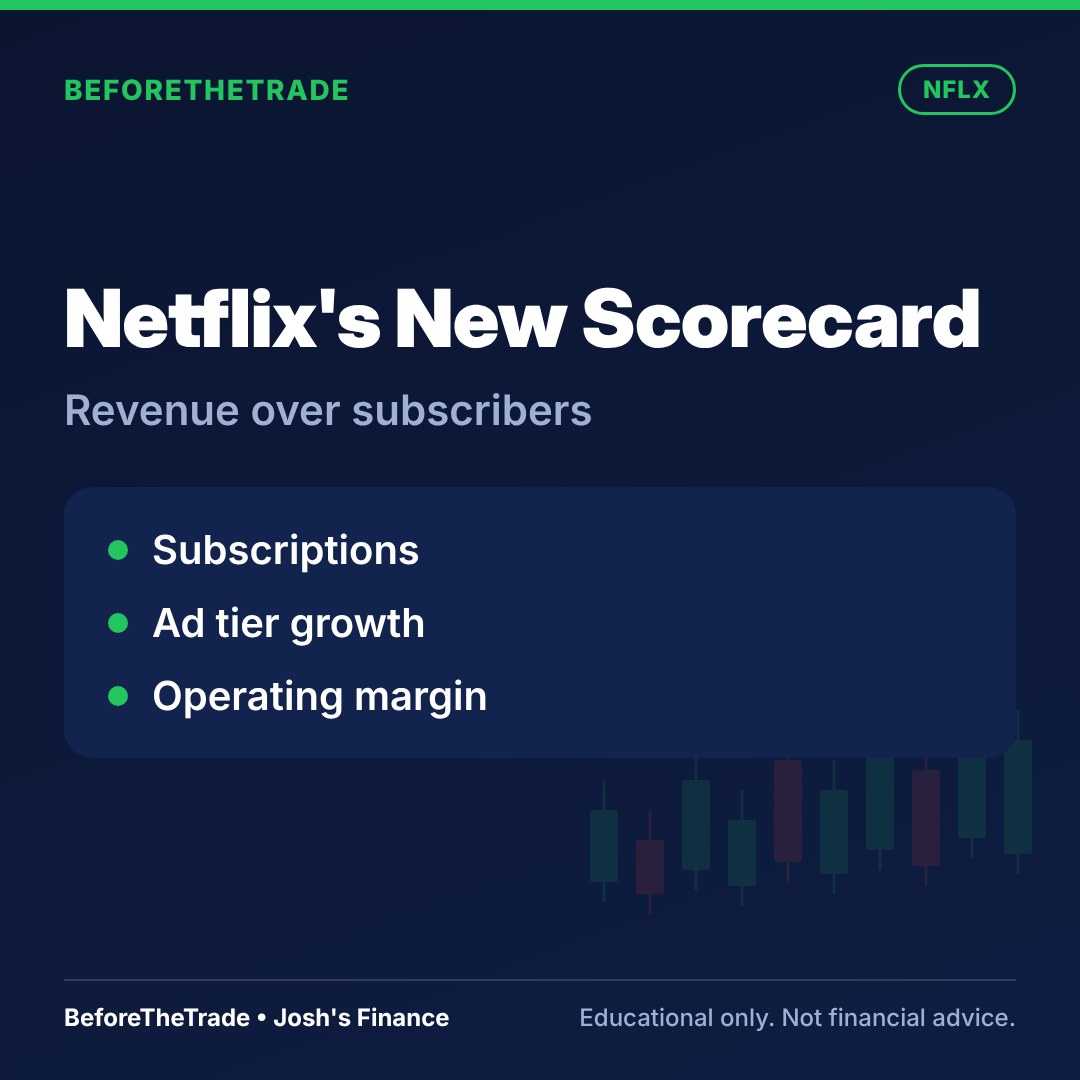 BEFORETHETRADE
NFLX
Netflix's New Scorecard
Revenue over subscribers
Subscriptions
Ad tier growth
Operating margin
BeforeTheTrade • Josh's Finance
Educational only. Not financial advice.